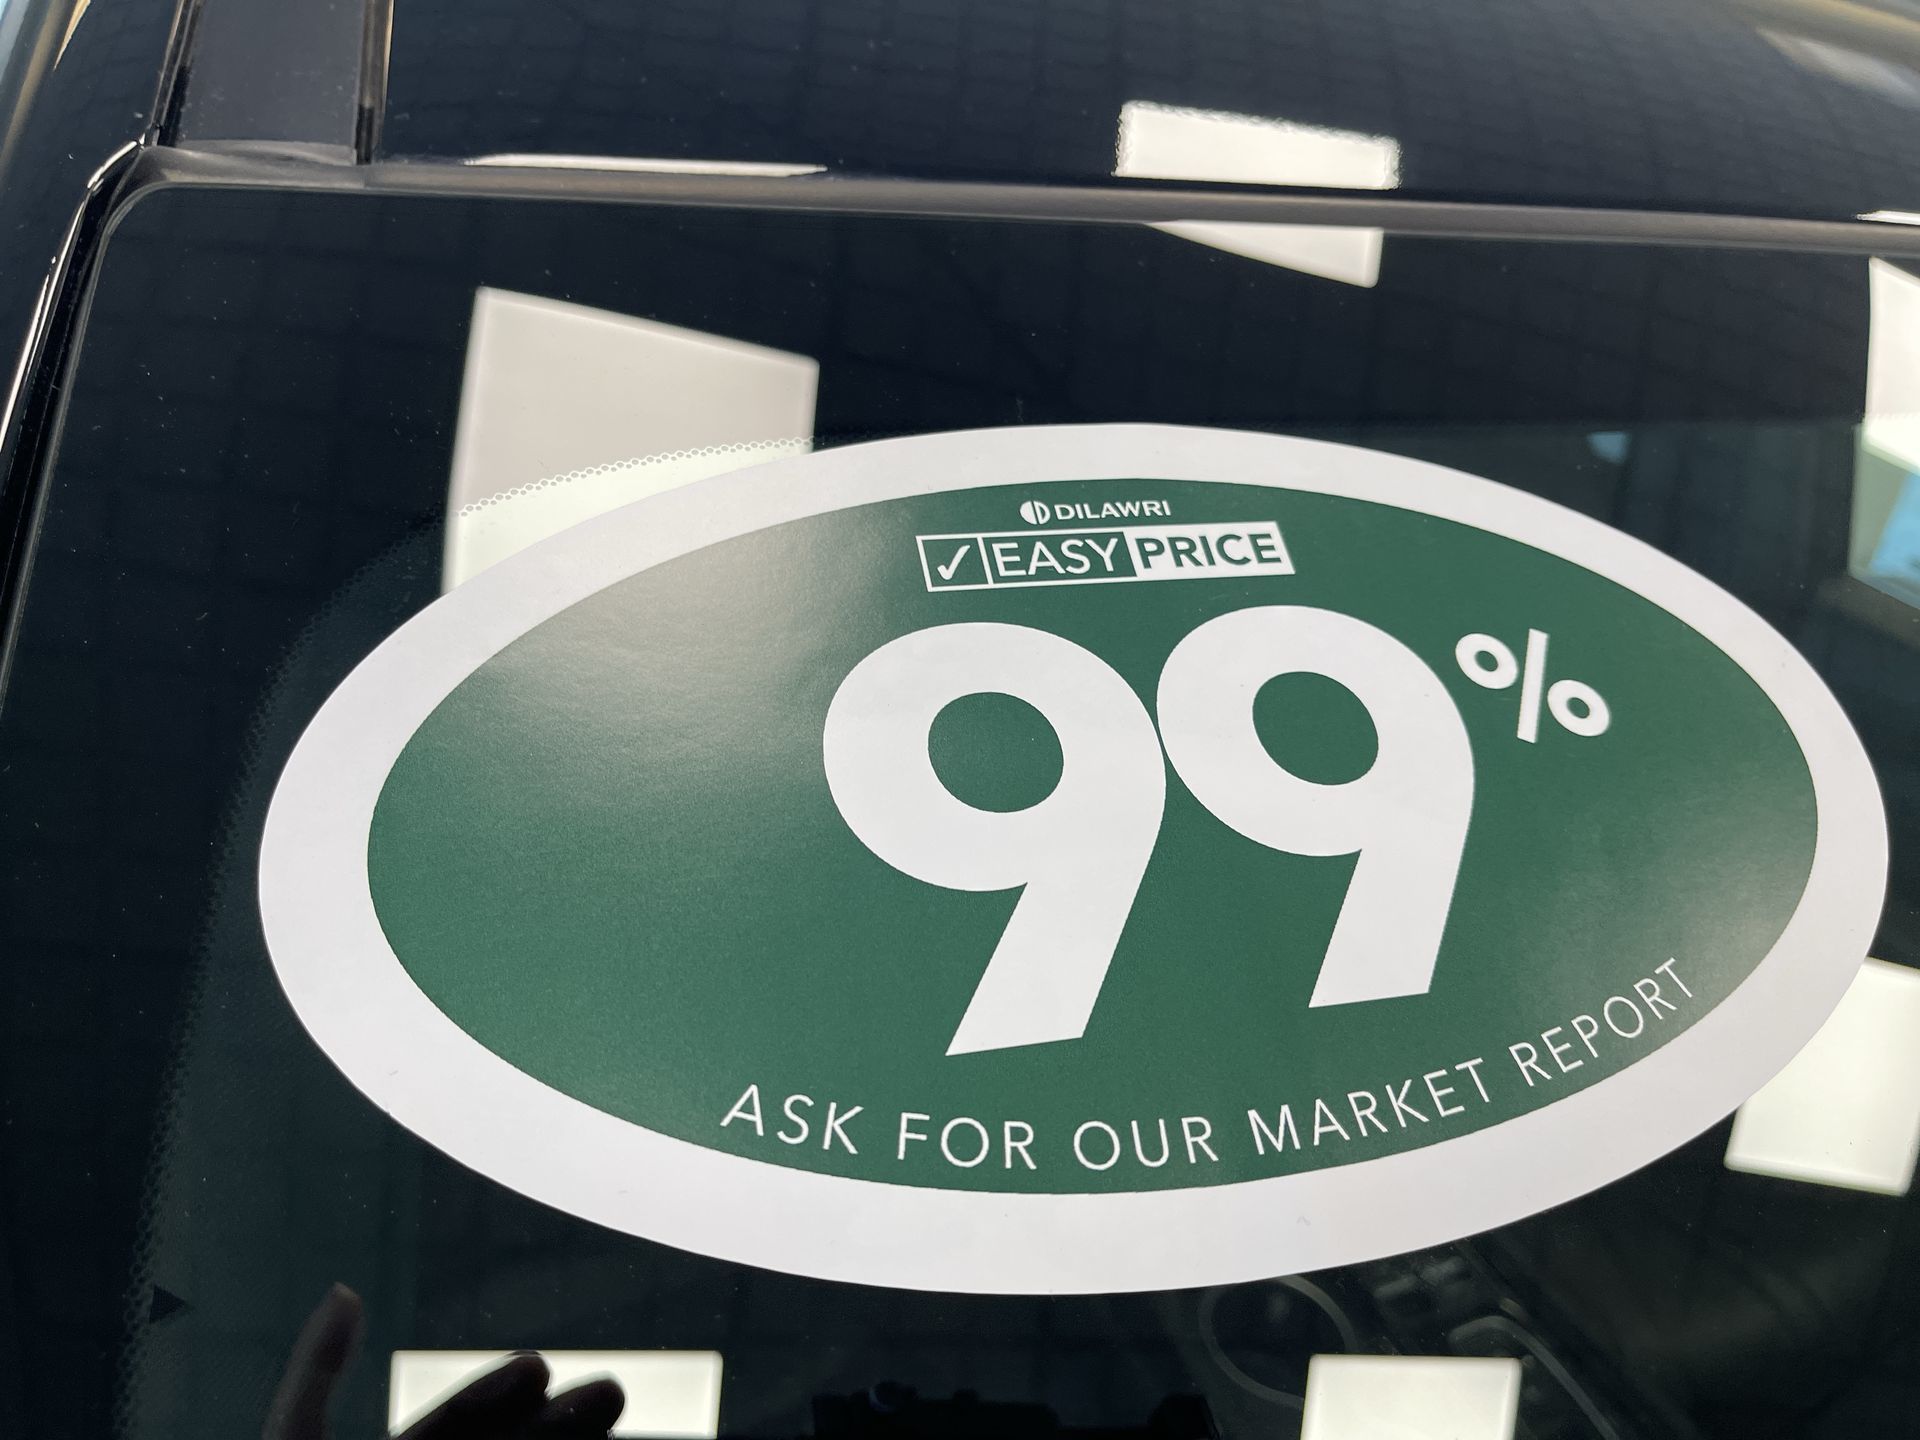 DILAWRI
✓ EASY PRICE
99%
ASK FOR OUR MARKET REPORT